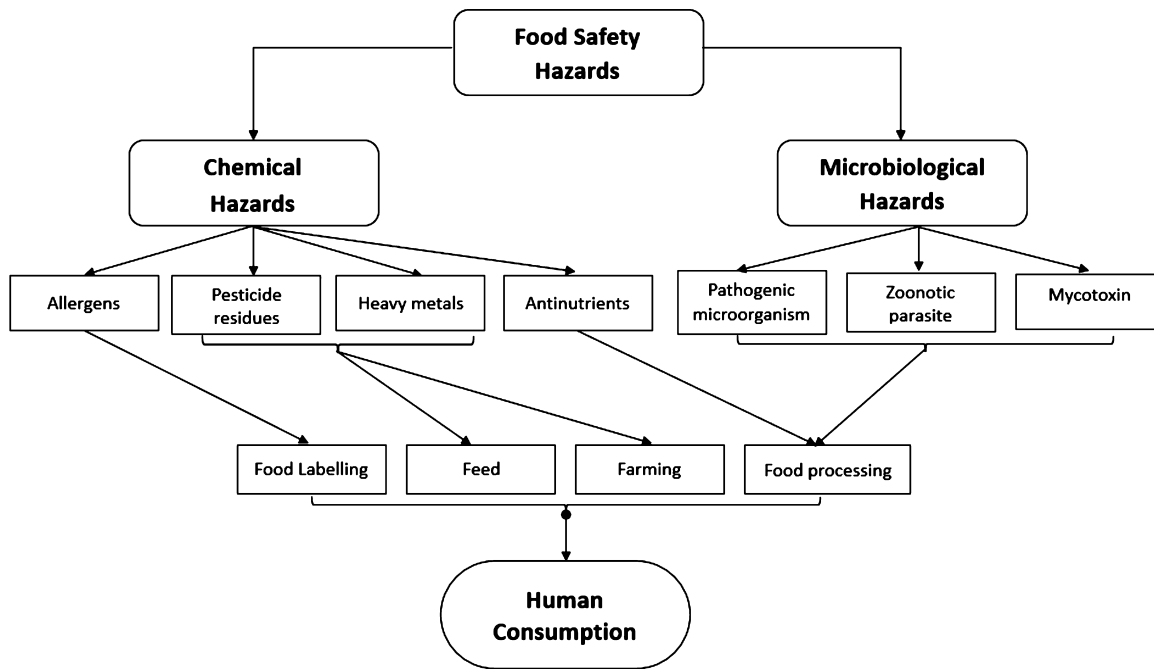 Food Safety
Hazards
Chemical
Hazards
Microbiological
Hazards
Allergens
Pesticide
residues
Heavy metals
Antinutrients
Pathogenic
microorganism
Zoonotic
parasite
Mycotoxin
Food Labelling
Feed
Farming
Food processing
Human
Consumption